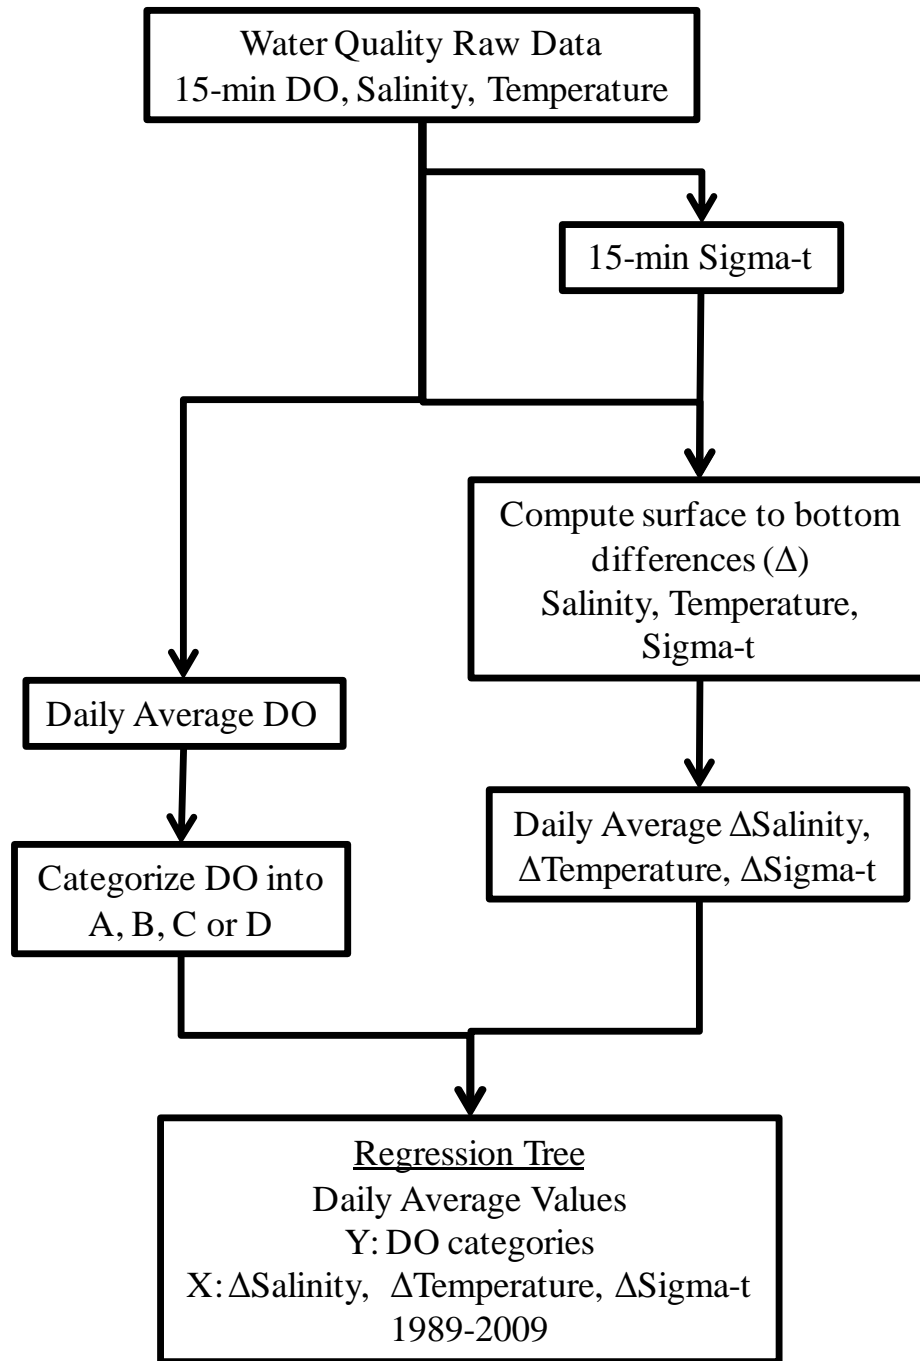 Water Quality Raw Data
15-min DO, Salinity, Temperature
15-min Sigma-t
Compute surface to bottom
differences (Δ)
Salinity, Temperature,
Sigma-t
Daily Average DO
Daily Average ΔSalinity,
ΔTemperature, ΔSigma-t
Categorize DO into
A, B, C or D
Regression Tree
Daily Average Values
Y: DO categories
X: ΔSalinity, ΔTemperature, ΔSigma-t
1989-2009